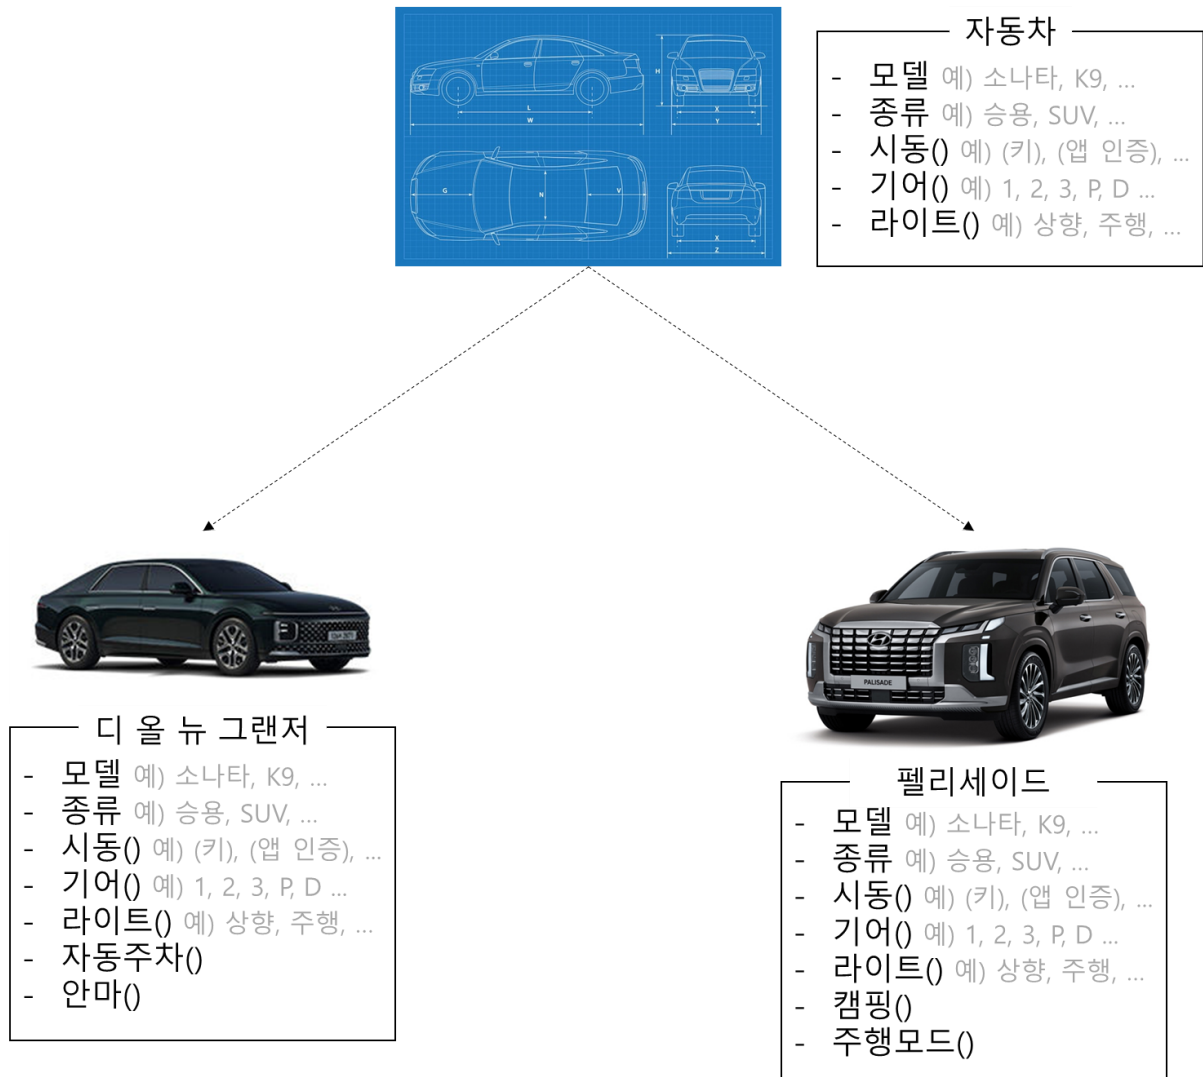 자동차
- 모델 예) 소나타, K9, ...
- 종류 예) 승용, SUV, ...
- 시동() 예) (키), (앱 인증), ...
- 기어() 예) 1, 2, 3, P, D ...
- 라이트() 예) 상향, 주행, ...
H
L
W
X
Y
G
N
V
X
Z
디 올 뉴 그랜저
- 모델 예) 소나타, K9, ...
- 종류 예) 승용, SUV, ...
- 시동() 예) (키), (앱 인증), ...
- 기어() 예) 1, 2, 3, P, D ...
- 라이트() 예) 상향, 주행, ...
- 자동주차()
- 안마()
PALISADE
펠리세이드
- 모델 예) 소나타, K9, ...
- 종류 예) 승용, SUV, ...
- 시동() 예) (키), (앱 인증), ...
- 기어() 예) 1, 2, 3, P, D ...
- 라이트() 예) 상향, 주행, ...
- 캠핑()
- 주행모드()